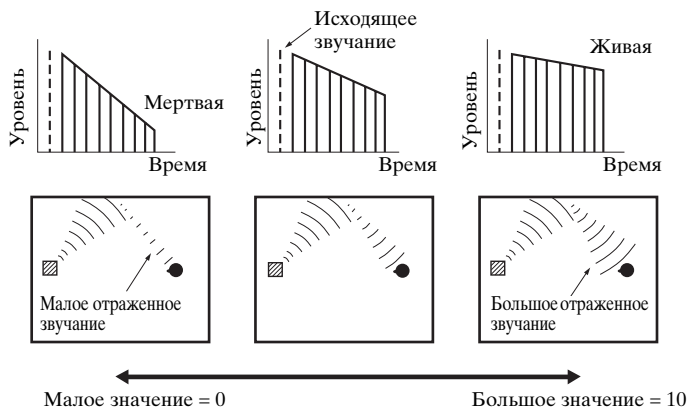 Исходящее
звучание
Уровень
Мертвая
Время
Уровень
Время
Уровень
Живая
Время
Малое отраженное
звучание
Большое отраженное
звучание
Малое значение = 0
Большое значение = 10